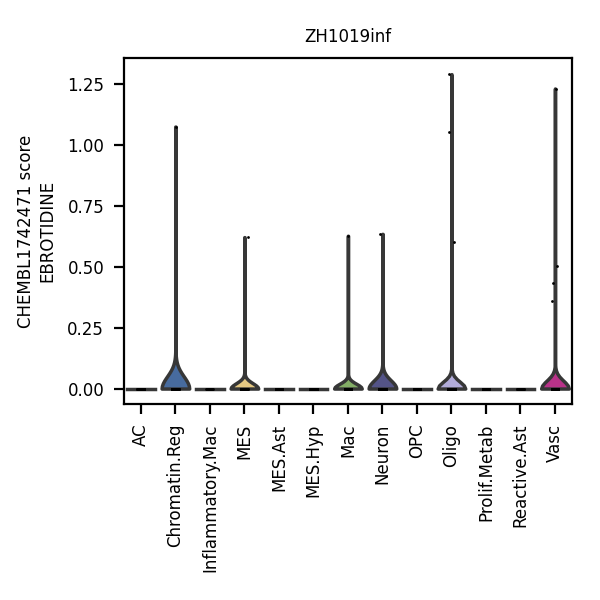 ZH1019inf
CHEMBL1742471 score
EBROTIDINE
1.25
1.00
0.75
0.50
0.25
0.00
AC
Chromatin.Reg
Inflammatory.Mac
MES
MES.Ast
MES.Hyp
Mac
Neuron
OPC
Oligo
Prolif.Metab
Reactive.Ast
Vasc